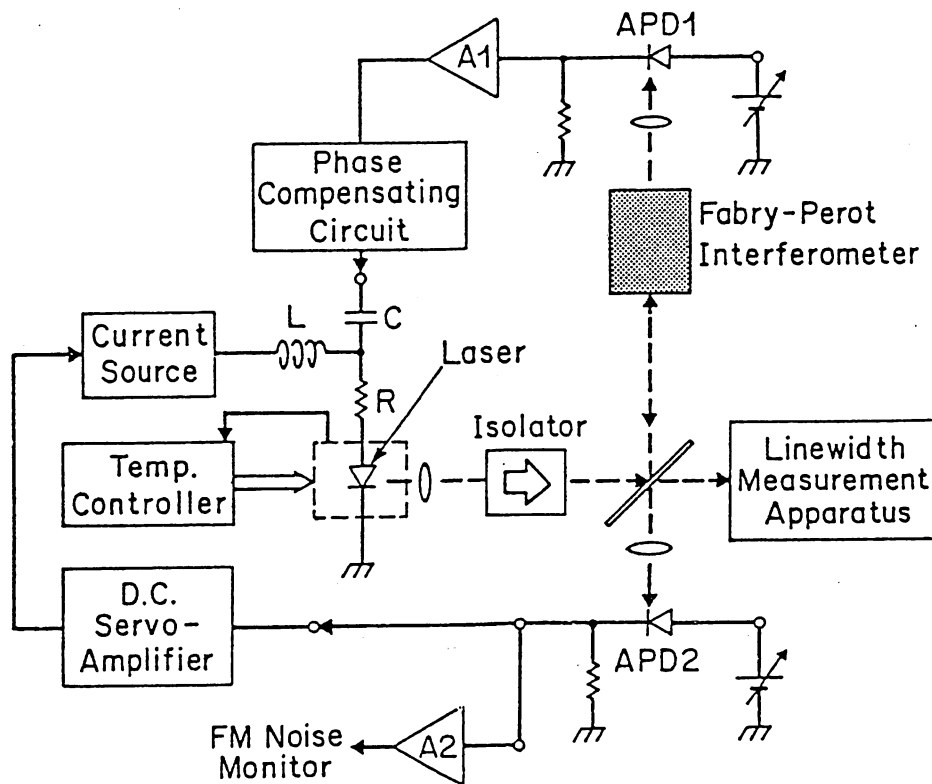 APD1
A1
Phase
Compensating
Circuit
Fabry-Perot
Interferometer
L
C
Current
Source
Laser
R
Isolator
Temp.
Controller
Linewidth
Measurement
Apparatus
D.C.
Servo-
Amplifier
APD2
A2
FM Noise
Monitor